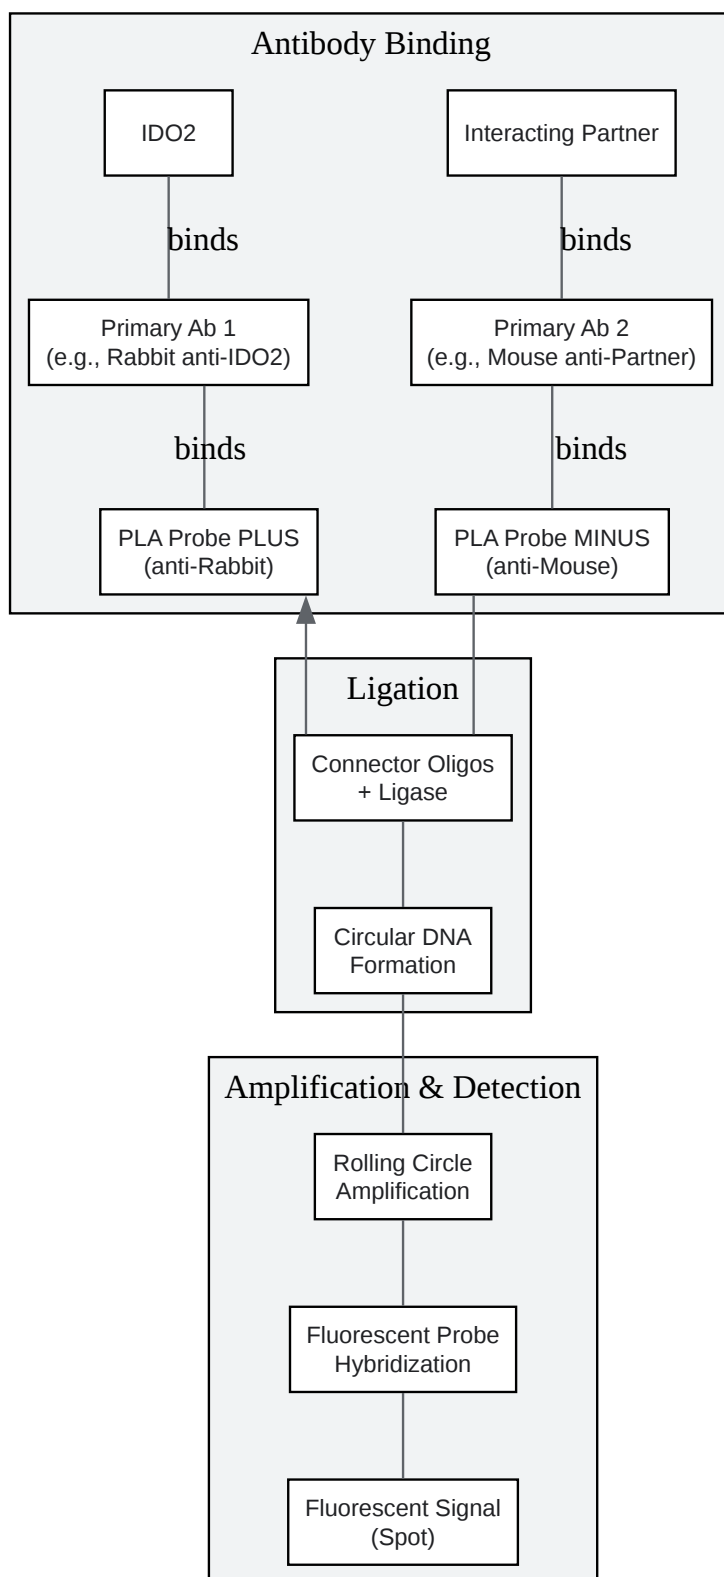 Antibody Binding
IDO2
Interacting Partner
binds
binds
Primary Ab 1
(e.g., Rabbit anti-IDO2)
Primary Ab 2
(e.g., Mouse anti-Partner)
binds
binds
PLA Probe PLUS
(anti-Rabbit)
PLA Probe MINUS
(anti-Mouse)
Ligation
Connector Oligos
+ Ligase
Circular DNA
Formation
Amplification & Detection
Rolling Circle
Amplification
Fluorescent Probe
Hybridization
Fluorescent Signal
(Spot)